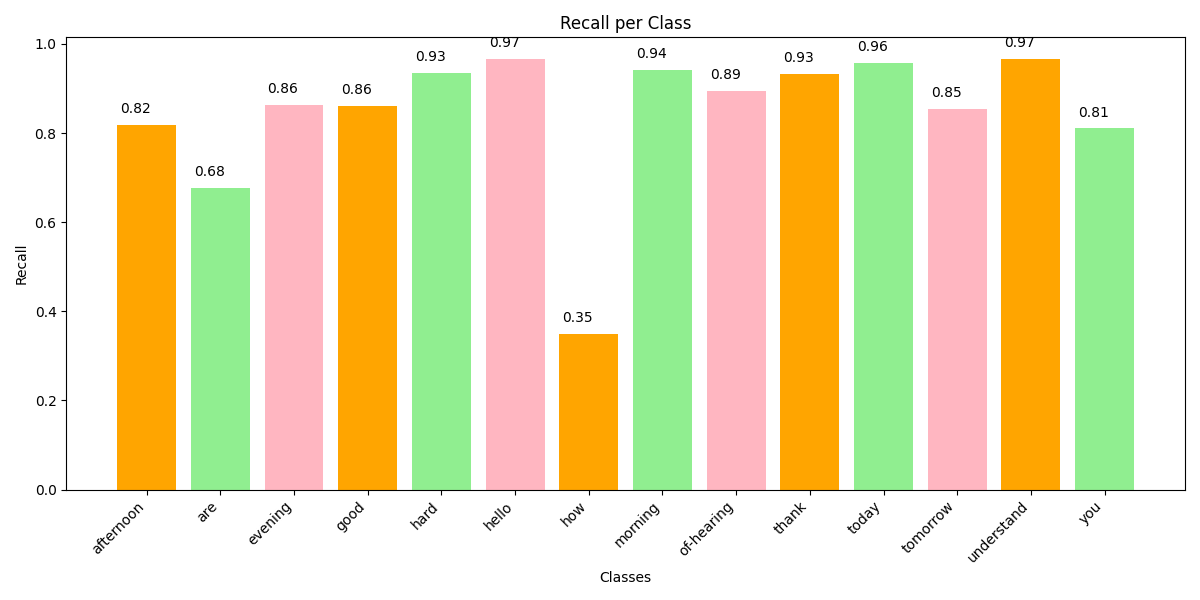 Recall per Class
Recall
1.0
0.8
0.6
0.4
0.2
0.0
0.82
0.68
0.86
0.86
0.93
0.97
0.35
0.94
0.89
0.93
0.96
0.85
0.97
0.81
afternoon
are
evening
good
hard
hello
how
morning
of-hearing
thank
today
tomorrow
understand
you
Classes